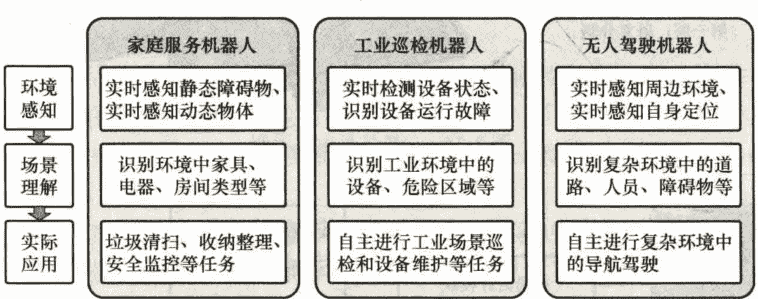 家庭服务机器人
工业巡检机器人
无人驾驶机器人
环境
感知
实时感知静态障碍物、
实时感知动态物体
实时检测设备状态、
识别设备运行故障
实时感知周边环境、
实时感知自身定位
场景
理解
识别环境中家具、
电器、房间类型等
识别工业环境中的
设备、危险区域等
识别复杂环境中的道
路、人员、障碍物等
实际
应用
垃圾清扫、收纳整理、
安全监控等任务
自主进行工业场景巡
检和设备维护等任务
自主进行复杂环境中
的导航驾驶